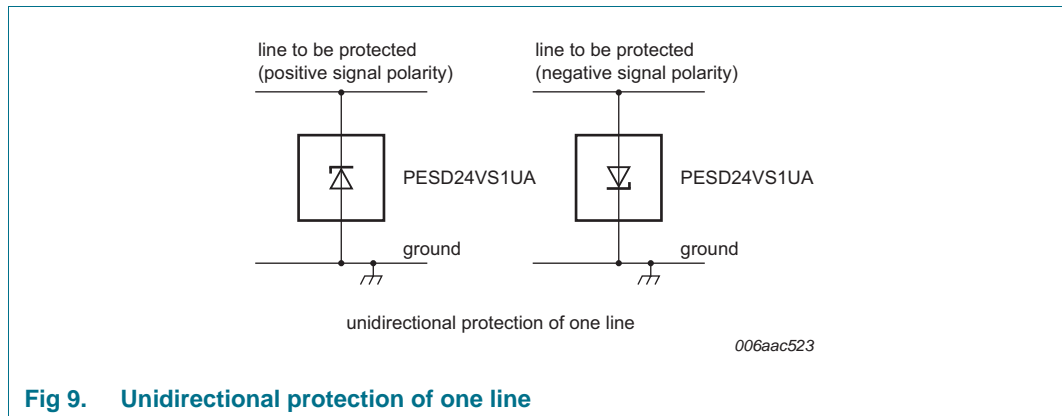 line to be protected
(positive signal polarity)
line to be protected
(negative signal polarity)
PESD24VS1UA
PESD24VS1UA
ground
ground
unidirectional protection of one line
006aac523
Fig 9. Unidirectional protection of one line